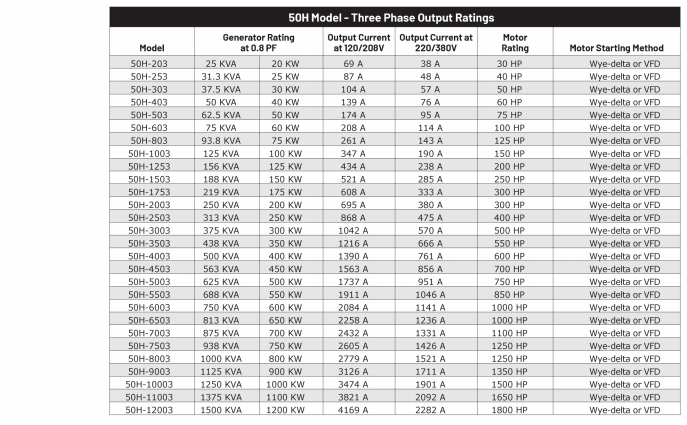 50H Model - Three Phase Output Ratings
Generator Rating Output Current Output Current at Motor
Model at 0.8 PF at 120/208V 220/380V Rating Motor Starting Method
50H-203 25 KVA 20 KW 69 A 38 A 30 HP Wye-delta or VFD
50H-253 31.3 KVA 25 KW 87 A 48 A 40 HP Wye-delta or VFD
50H-303 37.5 KVA 30 KW 104 A 57 A 50 HP Wye-delta or VFD
50H-403 50 KVA 40 KW 139 A 76 A 60 HP Wye-delta or VFD
50H-503 62.5 KVA 50 KW 174 A 95 A 75 HP Wye-delta or VFD
50H-603 75 KVA 60 KW 208 A 114 A 100 HP Wye-delta or VFD
50H-803 93.8 KVA 75 KW 261 A 143 A 125 HP Wye-delta or VFD
50H-1003 125 KVA 100 KW 347 A 190 A 150 HP Wye-delta or VFD
50H-1253 156 KVA 125 KW 434 A 238 A 200 HP Wye-delta or VFD
50H-1503 188 KVA 150 KW 521 A 285 A 250 HP Wye-delta or VFD
50H-1753 219 KVA 175 KW 608 A 333 A 300 HP Wye-delta or VFD
50H-2003 250 KVA 200 KW 695 A 380 A 300 HP Wye-delta or VFD
50H-2503 313 KVA 250 KW 868 A 475 A 400 HP Wye-delta or VFD
50H-3003 375 KVA 300 KW 1042 A 570 A 500 HP Wye-delta or VFD
50H-3503 438 KVA 350 KW 1216 A 666 A 550 HP Wye-delta or VFD
50H-4003 500 KVA 400 KW 1390 A 761 A 600 HP Wye-delta or VFD
50H-4503 563 KVA 450 KW 1563 A 856 A 700 HP Wye-delta or VFD
50H-5003 625 KVA 500 KW 1737 A 951 A 750 HP Wye-delta or VFD
50H-5503 688 KVA 550 KW 1911 A 1046 A 850 HP Wye-delta or VFD
50H-6003 750 KVA 600 KW 2084 A 1141 A 1000 HP Wye-delta or VFD
50H-6503 813 KVA 650 KW 2258 A 1236 A 1000 HP Wye-delta or VFD
50H-7003 875 KVA 700 KW 2432 A 1331 A 1100 HP Wye-delta or VFD
50H-7503 938 KVA 750 KW 2605 A 1426 A 1250 HP Wye-delta or VFD
50H-8003 1000 KVA 800 KW 2779 A 1521 A 1250 HP Wye-delta or VFD
50H-9003 1125 KVA 900 KW 3126 A 1711 A 1350 HP Wye-delta or VFD
50H-10003 1250 KVA 1000 KW 3474 A 1901 A 1500 HP Wye-delta or VFD
50H-11003 1375 KVA 1100 KW 3821 A 2092 A 1650 HP Wye-delta or VFD
50H-12003 1500 KVA 1200 KW 4169 A 2282 A 1800 HP Wye-delta or VFD